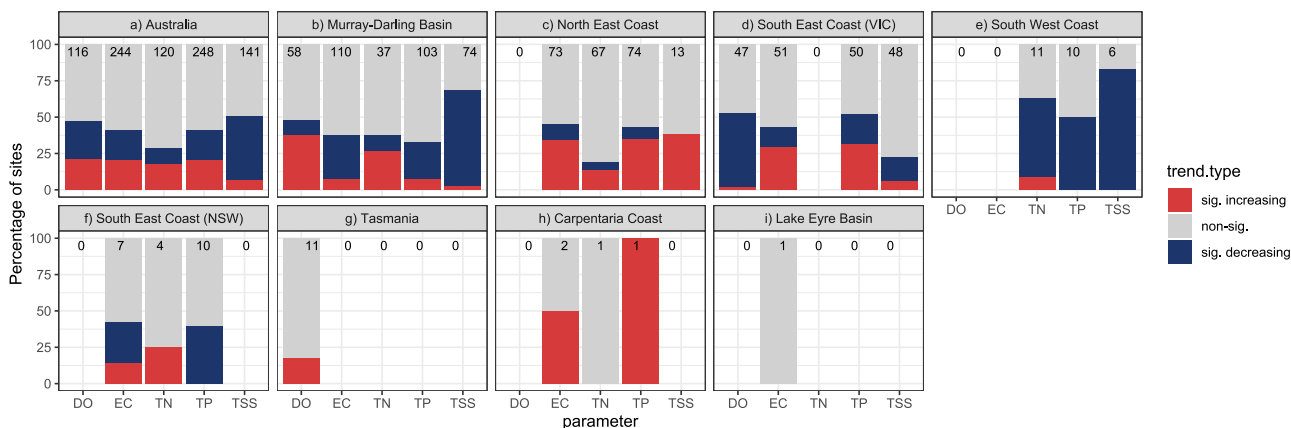 a) Australia
b) Murray-Darling Basin
c) North East Coast
d) South East Coast (VIC)
e) South West Coast
116 244 120 248 141
58 110 37 103 74
0 73 67 74 13
47 51 0 50 48
0 0 11 10 6
100
75
50
25
0
DO EC TN TP TSS
f) South East Coast (NSW)
g) Tasmania
h) Carpentaria Coast
i) Lake Eyre Basin
0 7 4 10 0
11 0 0 0 0
0 2 1 1 0
0 1 0 0 0
100
75
50
25
0
DO EC TN TP TSS
DO EC TN TP TSS
DO EC TN TP TSS
DO EC TN TP TSS
Percentage of sites
parameter
trend.type
sig. increasing
non-sig.
sig. decreasing